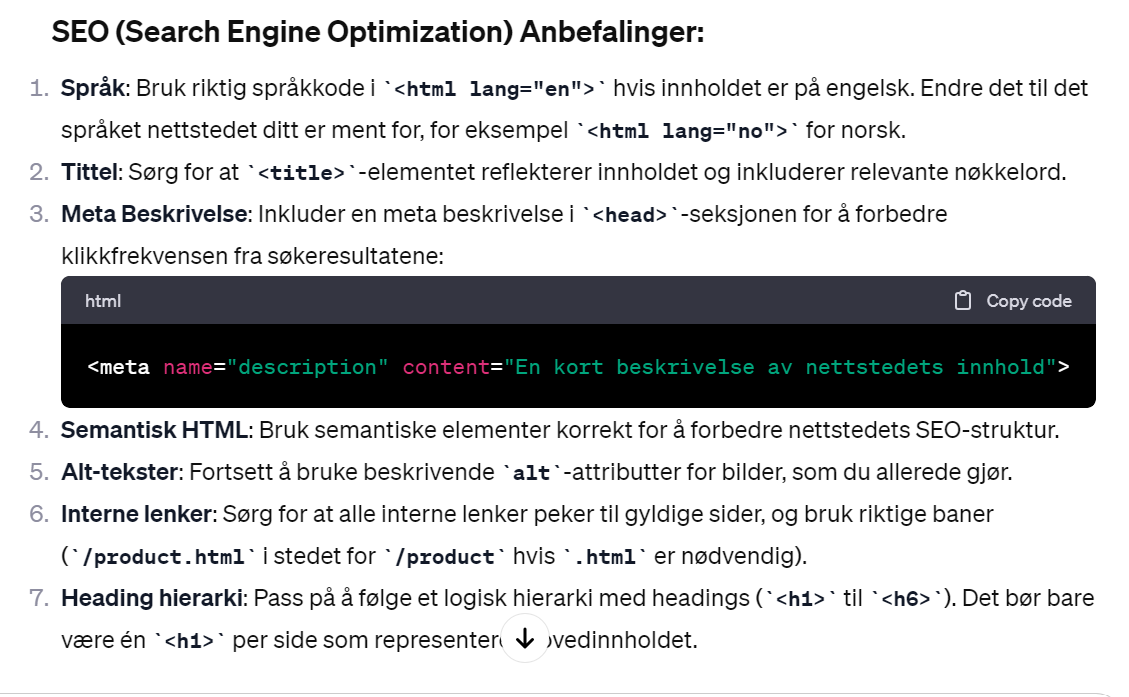 SEO (Search Engine Optimization) Anbefalinger:
1. Språk: Bruk riktig språkkode i `<html lang="en">` hvis innholdet er på engelsk. Endre det til det
språket nettstedet ditt er ment for, for eksempel `<html lang="no">` for norsk.
2. Tittel: Sørg for at `<title>`-elementet reflekterer innholdet og inkluderer relevante nøkkelord.
3. Meta Beskrivelse: Inkluder en meta beskrivelse i `<head>`-seksjonen for å forbedre
klikkfrekvensen fra søkeresultatene:
html Copy code
<meta name="description" content="En kort beskrivelse av nettstedets innhold">
4. Semantisk HTML: Bruk semantiske elementer korrekt for å forbedre nettstedets SEO-struktur.
5. Alt-tekster: Fortsett å bruke beskrivende `alt`-attributter for bilder, som du allerede gjør.
6. Interne lenker: Sørg for at alle interne lenker peker til gyldige sider, og bruk riktige baner
(`/product.html` i stedet for `/product` hvis `.html` er nødvendig).
7. Heading hierarki: Pass på å følge et logisk hierarki med headings (`<h1>` til `<h6>`). Det bør bare
være én `<h1>` per side som